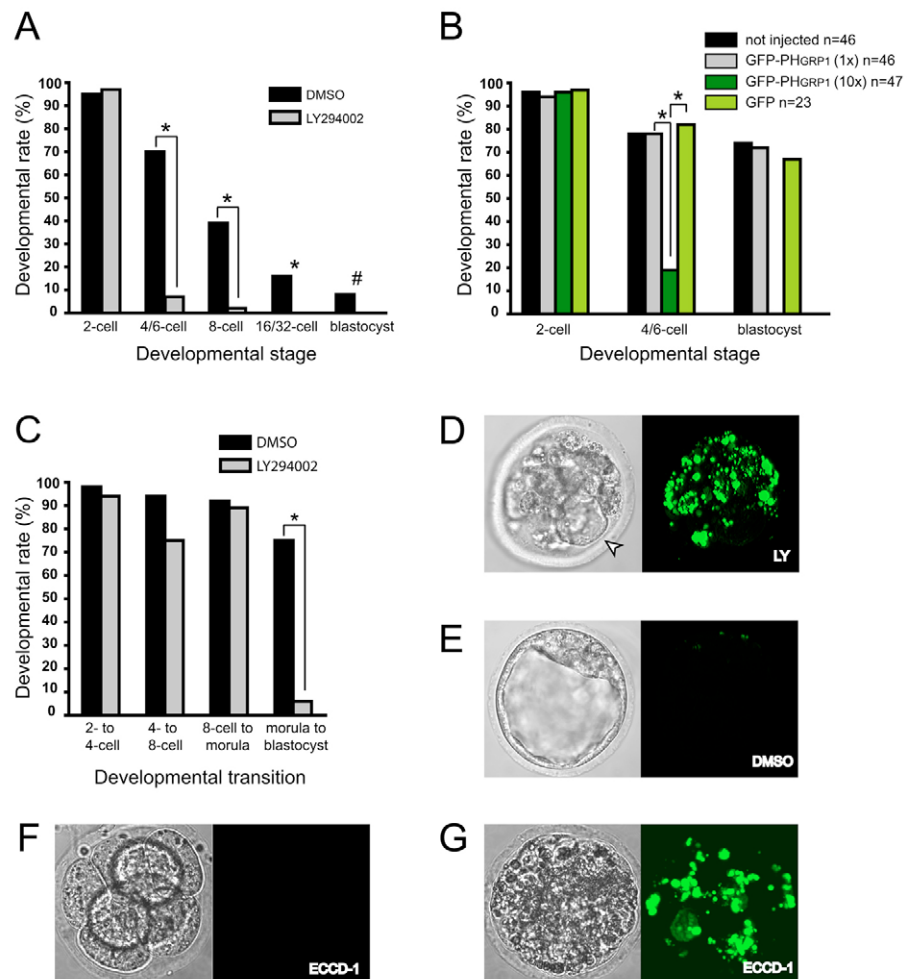 A
Developmental rate (%)
100
90
80
70
60
50
40
30
20
10
0
DMSO
LY294002
*
*
*
#
2-cell 4/6-cell 8-cell 16/32-cell blastocyst
Developmental stage
B
Developmental rate (%)
100
90
80
70
60
50
40
30
20
10
0
not injected n=46
GFP-PHGRP1 (1x) n=46
GFP-PHGRP1 (10x) n=47
GFP n=23
*
*
2-cell 4/6-cell blastocyst
Developmental stage
C
Developmental rate (%)
100
90
80
70
60
50
40
30
20
10
0
DMSO
LY294002
*
2- to 4- to 8-cell to morula to
4-cell 8-cell morula blastocyst
Developmental transition
D
LY
E
DMSO
F
ECCD-1
G
ECCD-1